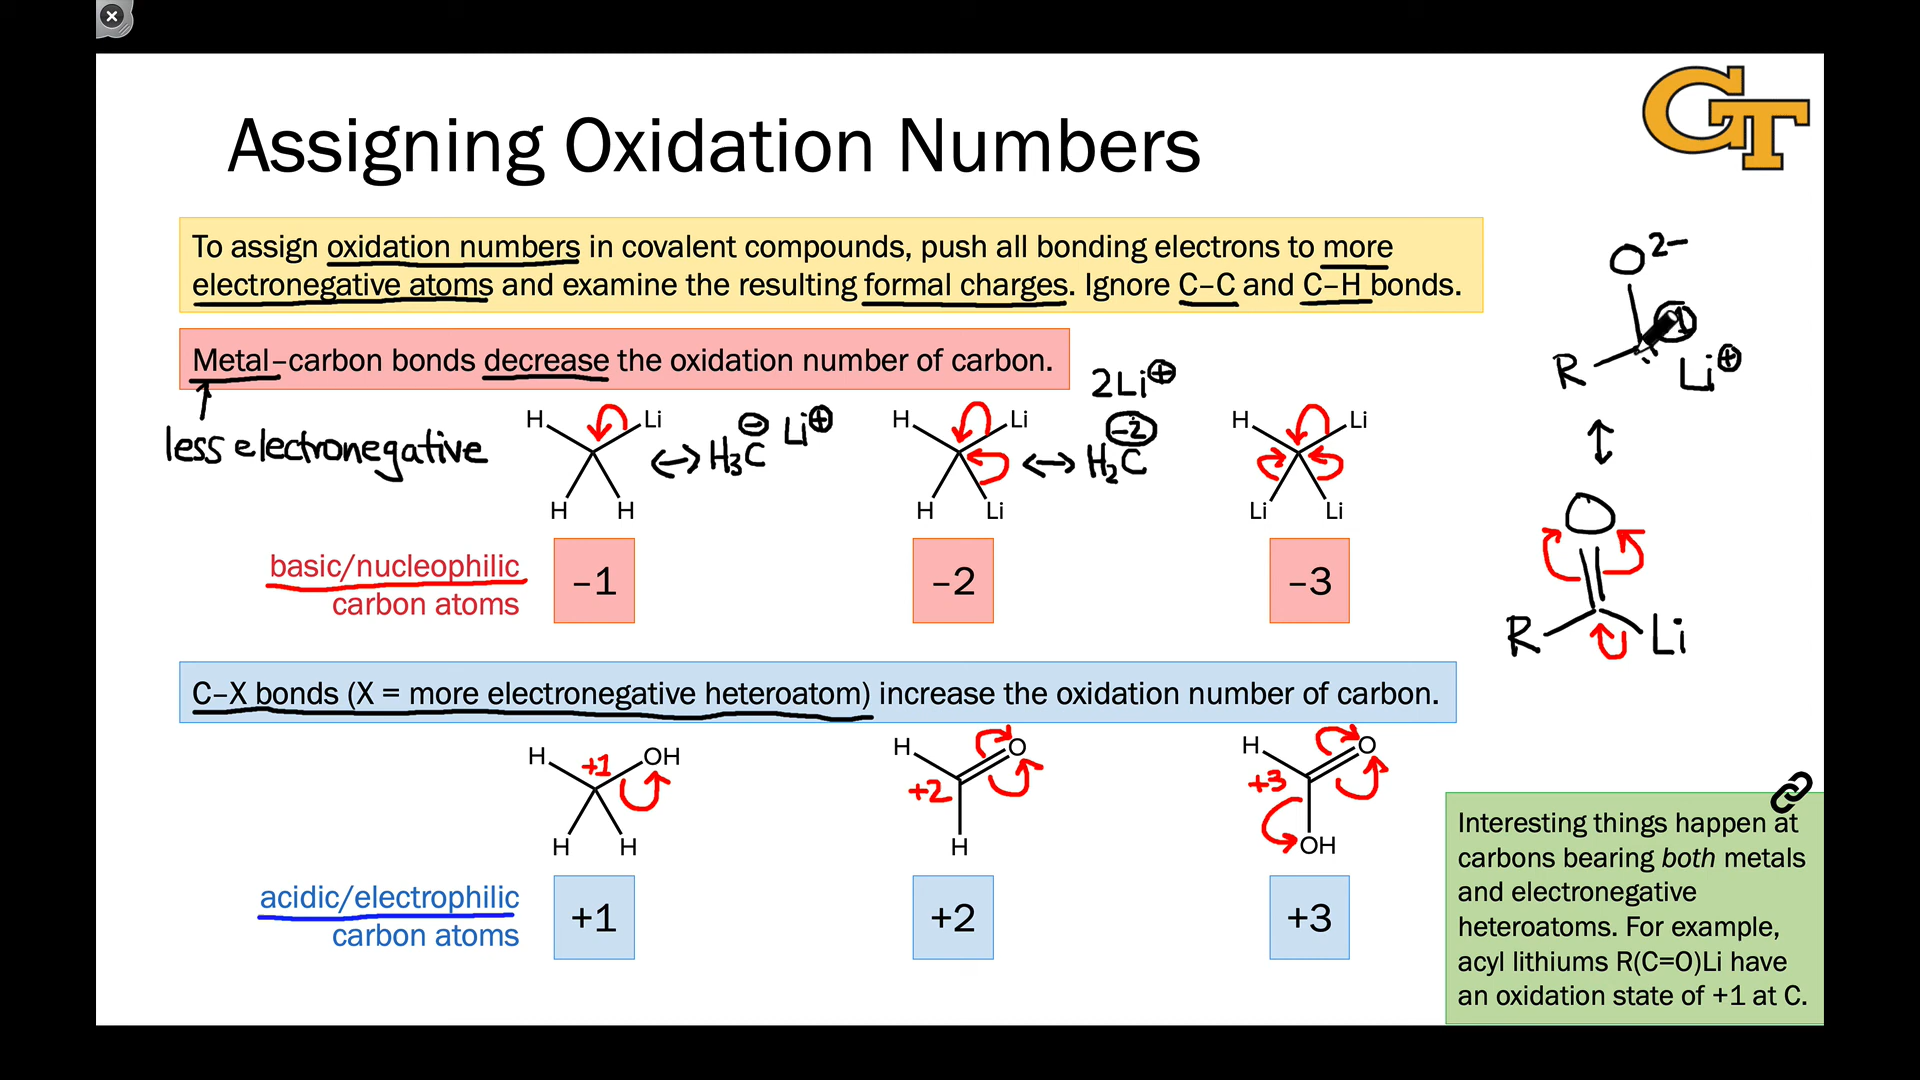 GT
Assigning Oxidation Numbers
To assign oxidation numbers in covalent compounds, push all bonding electrons to more
electronegative atoms and examine the resulting formal charges. Ignore C–C and C–H bonds.
Metal–carbon bonds decrease the oxidation number of carbon.
less electronegative
H Li
H H
H₃C ⊖ Li⊕
H Li
H Li
2Li⊕
H₂C -2
H Li
Li Li
basic/nucleophilic
carbon atoms
–1
–2
–3
O²⁻
R Li⊕
O
R Li
C–X bonds (X = more electronegative heteroatom) increase the oxidation number of carbon.
H +1 OH
H H
H O
+2
H
H O
+3
OH
acidic/electrophilic
carbon atoms
+1
+2
+3
Interesting things happen at
carbons bearing both metals
and electronegative
heteroatoms. For example,
acyl lithiums R(C=O)Li have
an oxidation state of +1 at C.